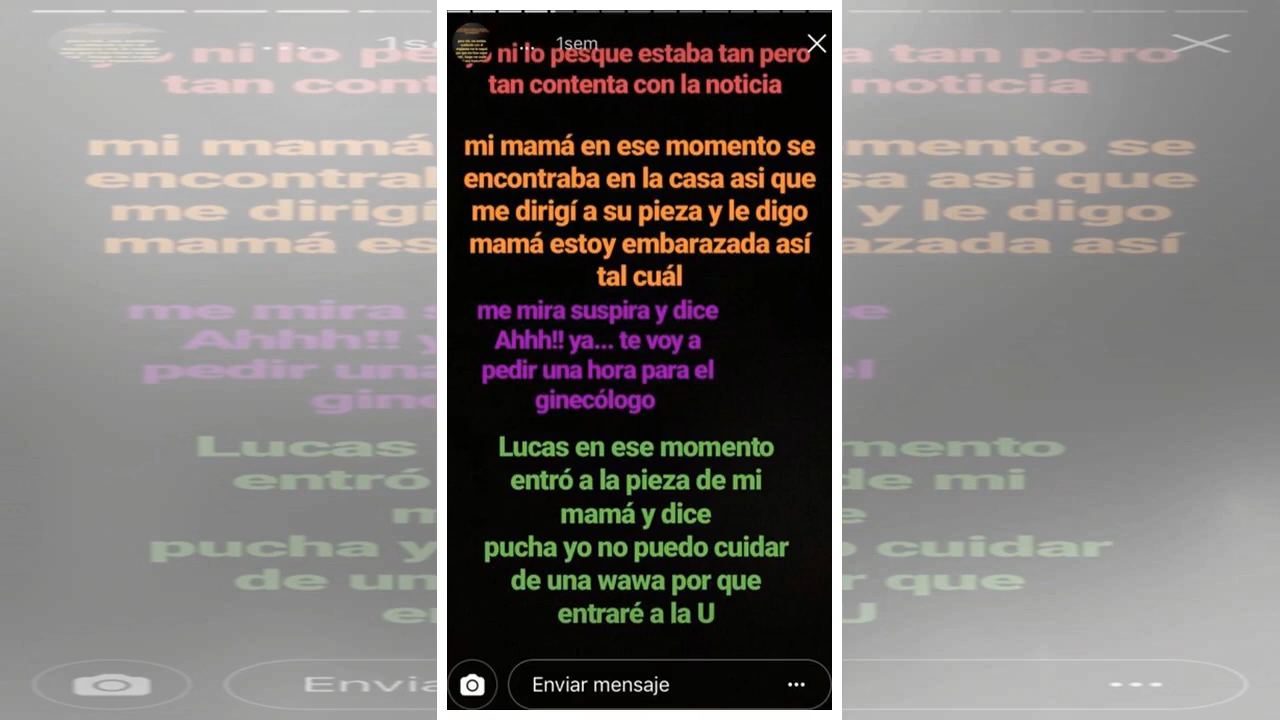 ... 1sem
ni lo pesque estaba tan pero
tan contenta con la noticia
mi mamá en ese momento se
encontraba en la casa asi que
me dirigí a su pieza y le digo
mamá estoy embarazada así
tal cuál
me mira suspira y dice
Ahhh!! ya... te voy a
pedir una hora para el
ginecólogo
Lucas en ese momento
entró a la pieza de mi
mamá y dice
pucha yo no puedo cuidar
de una wawa por que
entraré a la U
Enviar mensaje